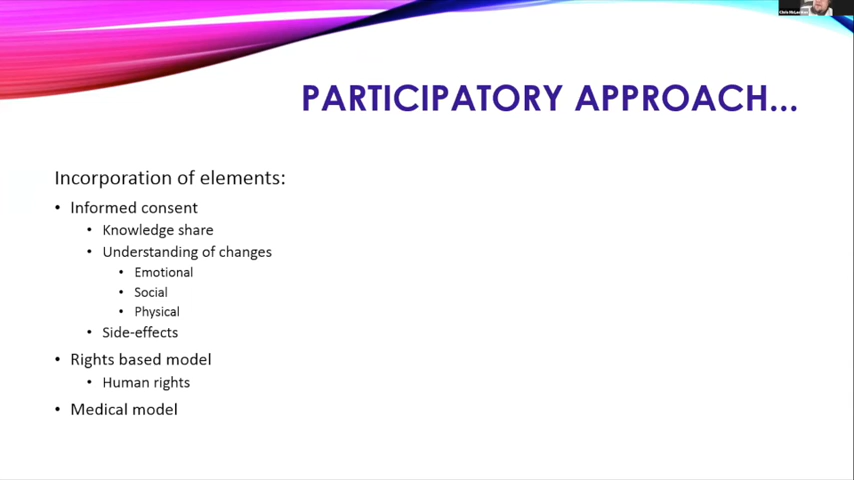 PARTICIPATORY APPROACH...
Incorporation of elements:
• Informed consent
• Knowledge share
• Understanding of changes
• Emotional
• Social
• Physical
• Side-effects
• Rights based model
• Human rights
• Medical model